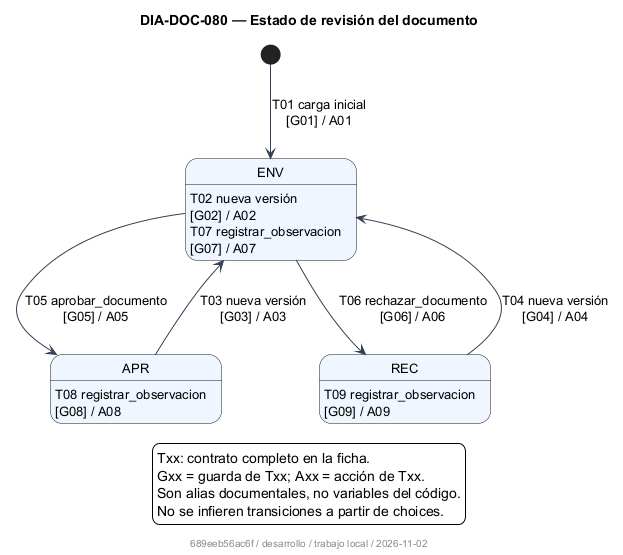 DIA-DOC-080 — Estado de revisión del documento
T01 carga inicial
[G01] / A01
ENV
T02 nueva versión
[G02] / A02
T07 registrar_observacion
[G07] / A07
T05 aprobar_documento
[G05] / A05
T03 nueva versión
[G03] / A03
T06 rechazar_documento
[G06] / A06
T04 nueva versión
[G04] / A04
APR
T08 registrar_observacion
[G08] / A08
REC
T09 registrar_observacion
[G09] / A09
Txx: contrato completo en la ficha.
Gxx = guarda de Txx; Axx = acción de Txx.
Son alias documentales, no variables del código.
No se infieren transiciones a partir de choices.
689eeb56ac6f / desarrollo / trabajo local / 2026-11-02